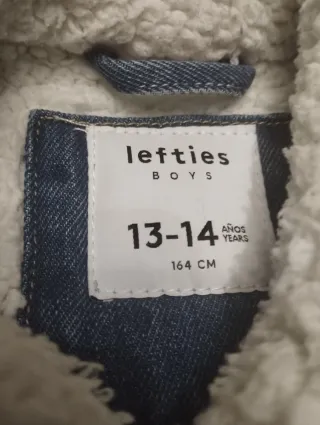 lefties
BOYS
13-14 AÑOS
YEARS
164 CM